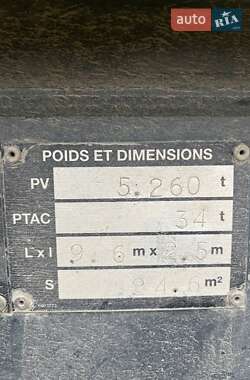 auto.RIA
POIDS ET DIMENSIONS
PV 5.260 t
PTAC 34 t
L x l 9.6 m x 2.5 m
S 24.6 m²